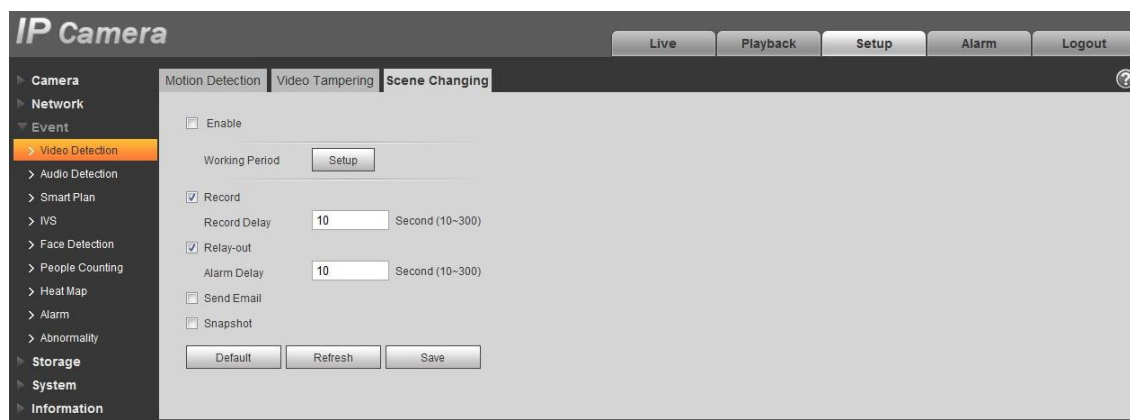 IP Camera
Live Playback Setup Alarm Logout
Camera
Network
Event
Video Detection
Audio Detection
Smart Plan
IVS
Face Detection
People Counting
Heat Map
Alarm
Abnormality
Storage
System
Information
Motion Detection Video Tampering Scene Changing
?
Enable
Working Period Setup
Record
Record Delay 10 Second (10~300)
Relay-out
Alarm Delay 10 Second (10~300)
Send Email
Snapshot
Default Refresh Save